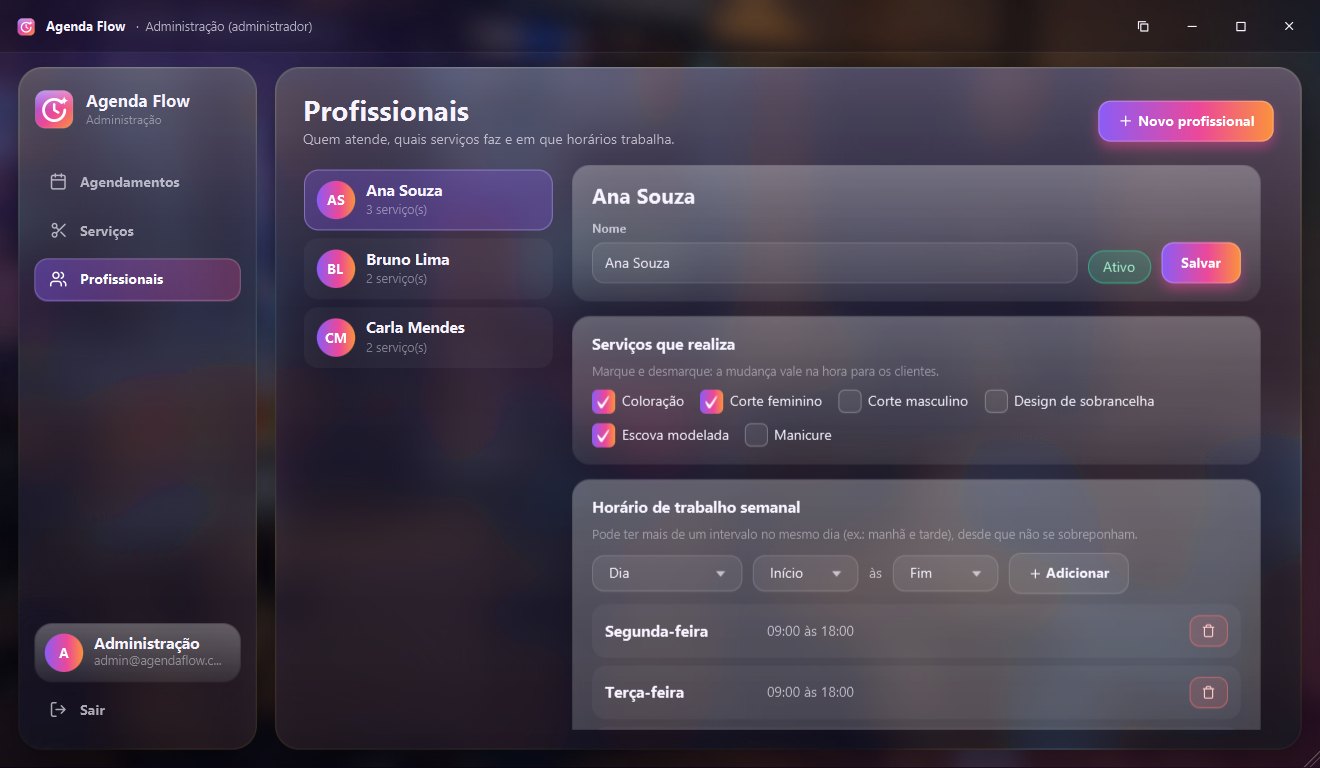 Agenda Flow · Administração (administrador)
Agenda Flow
Administração
Agendamentos
Serviços
Profissionais
A
Administração
admin@agendaflow.c...
Sair
Profissionais
Quem atende, quais serviços faz e em que horários trabalha.
+ Novo profissional
AS
Ana Souza
3 serviço(s)
BL
Bruno Lima
2 serviço(s)
CM
Carla Mendes
2 serviço(s)
Ana Souza
Nome
Ana Souza
Ativo
Salvar
Serviços que realiza
Marque e desmarque: a mudança vale na hora para os clientes.
Coloração Corte feminino Corte masculino Design de sobrancelha
Escova modelada Manicure
Horário de trabalho semanal
Pode ter mais de um intervalo no mesmo dia (ex.: manhã e tarde), desde que não se sobreponham.
Dia Início às Fim + Adicionar
Segunda-feira 09:00 às 18:00
Terça-feira 09:00 às 18:00